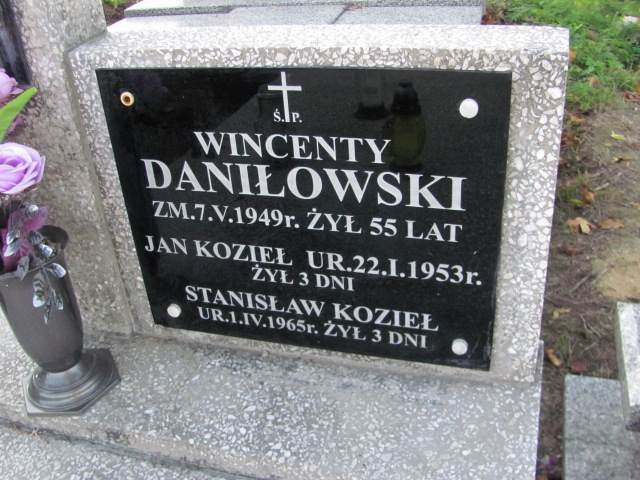 Ś.P.
WINCENTY
DANIŁOWSKI
ZM.7.V.1949r. ŻYŁ 55 LAT
JAN KOZIEŁ UR.22.I.1953r.
ŻYŁ 3 DNI
STANISŁAW KOZIEŁ
UR.1.IV.1965r. ŻYŁ 3 DNI